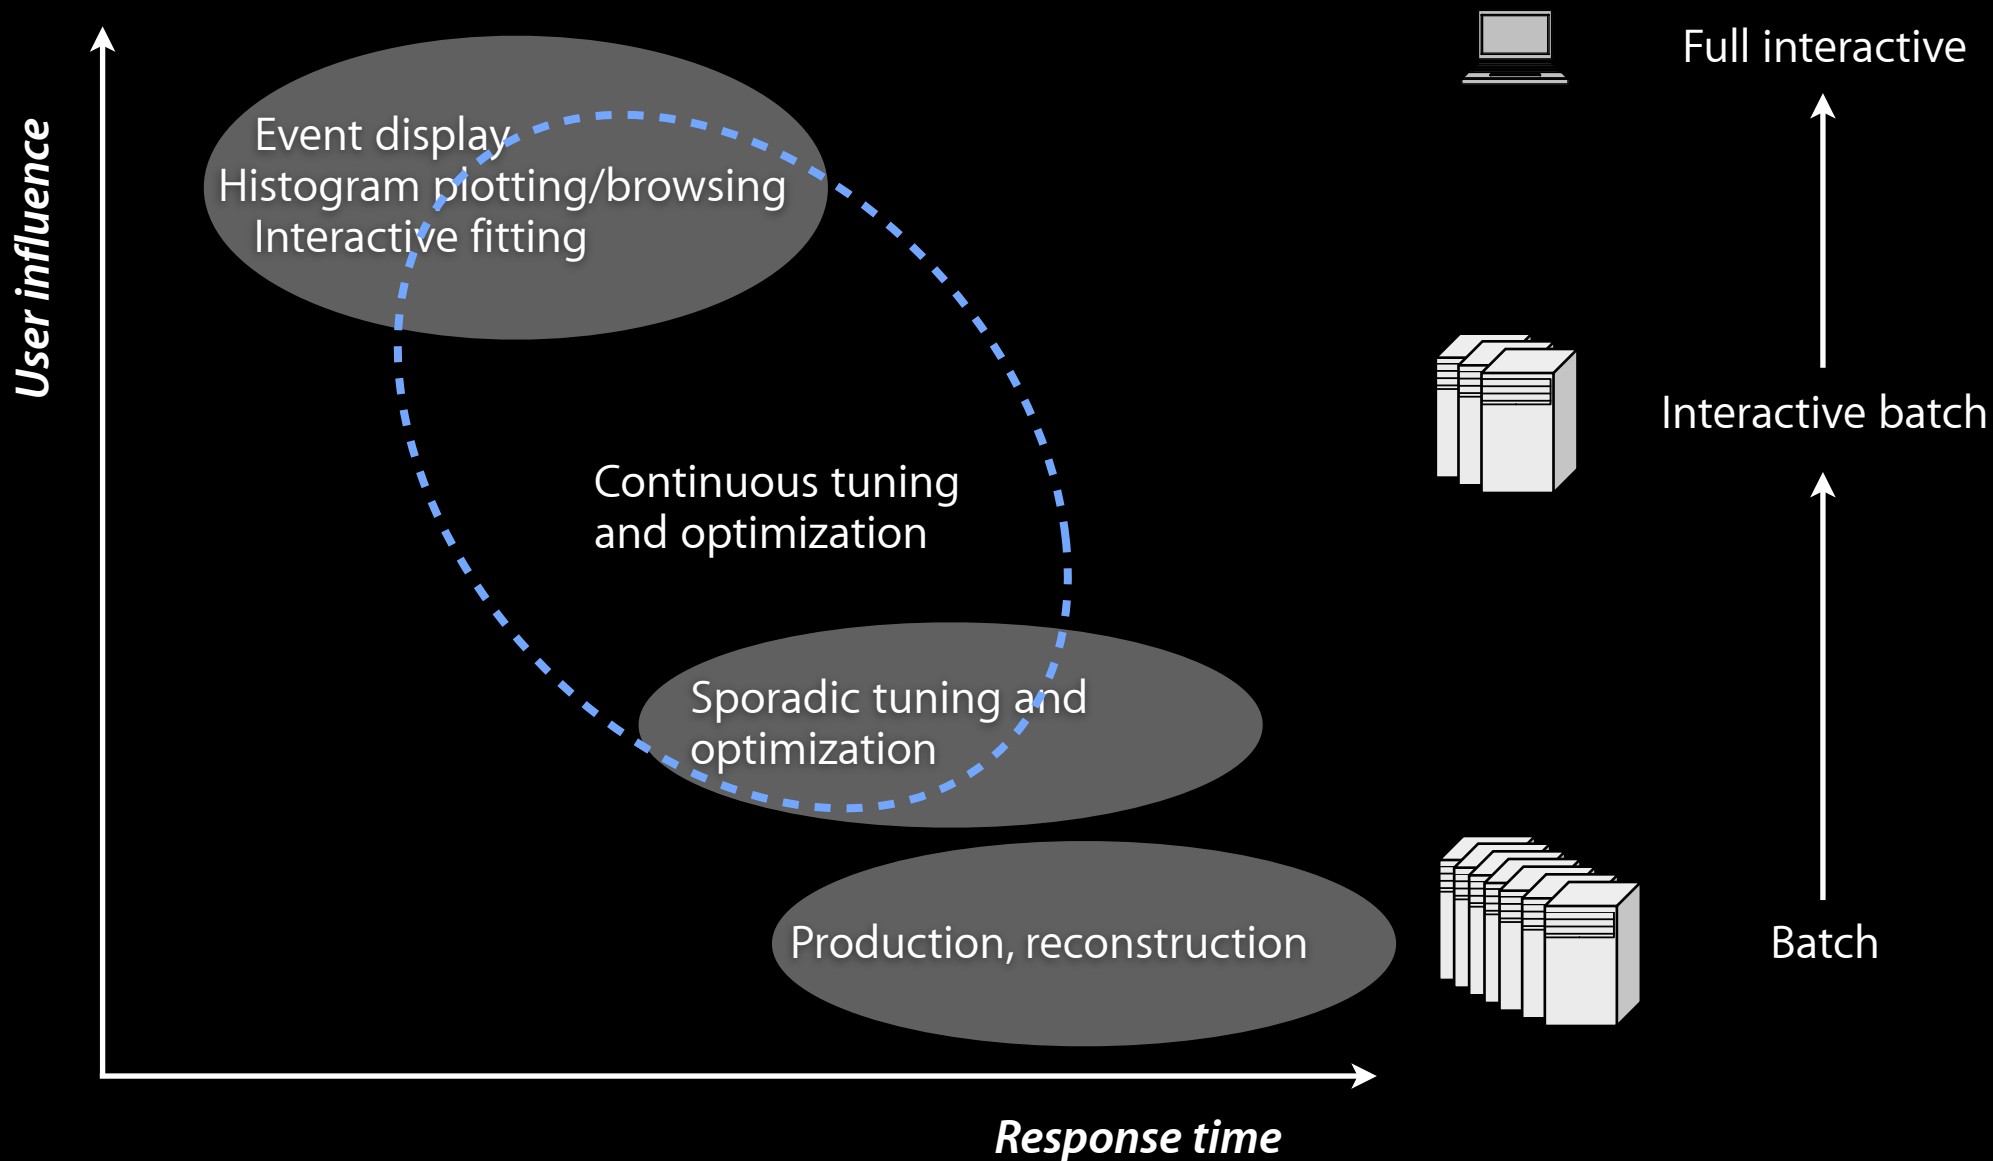 Full interactive
User influence
Event display
Histogram plotting/browsing
Interactive fitting
Interactive batch
Continuous tuning
and optimization
Sporadic tuning and
optimization
Production, reconstruction
Batch
Response time